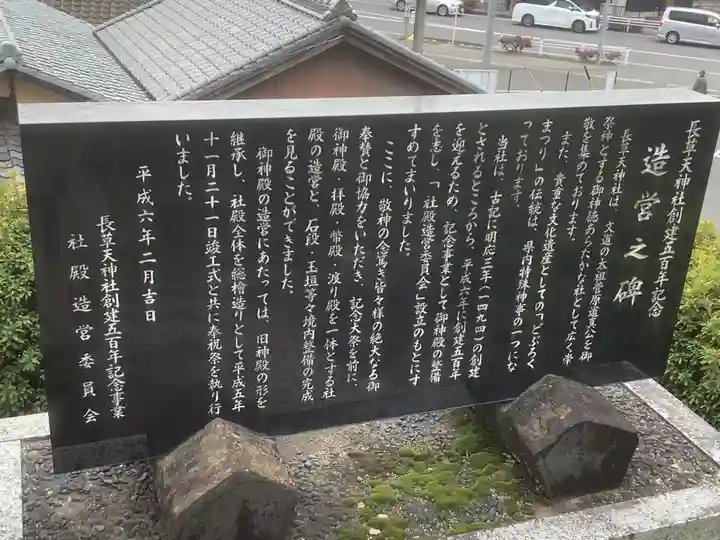 長草天神社創建五百年記念
造営之碑
長草天神社は、文道の大祖菅原道真公を御
祭神とする御神徳あらたかな社として広く崇
敬を集めております。
また、貴重な文化遺産としての「どぶろく
まつり」の伝統は、県内特殊神事の一つにな
っております。
当社は、古記に明応三年(一四九四)の創建
とされるところから、平成六年に創建五百年
を迎えるため、記念事業として御神殿の整備
を志し、「社殿造営委員会」設立のもとにす
すめてまいりました。
ここに、敬神の念篤き皆々様の絶大なる御
奉賛と御協力をいただき、記念大祭を前に、
御神殿、拝殿、幣殿、渡り殿を一体とする社
殿の造営と、石段・玉垣等々境内整備の完成
を見ることができました。
御神殿の造営にあたっては、旧神殿の形を
継承し、社殿全体を総檜造りとして平成五年
十一月二十一日竣工式と共に奉祝祭を執り行
いました。
平成六年二月吉日
長草天神社創建五百年記念事業
社殿造営委員会